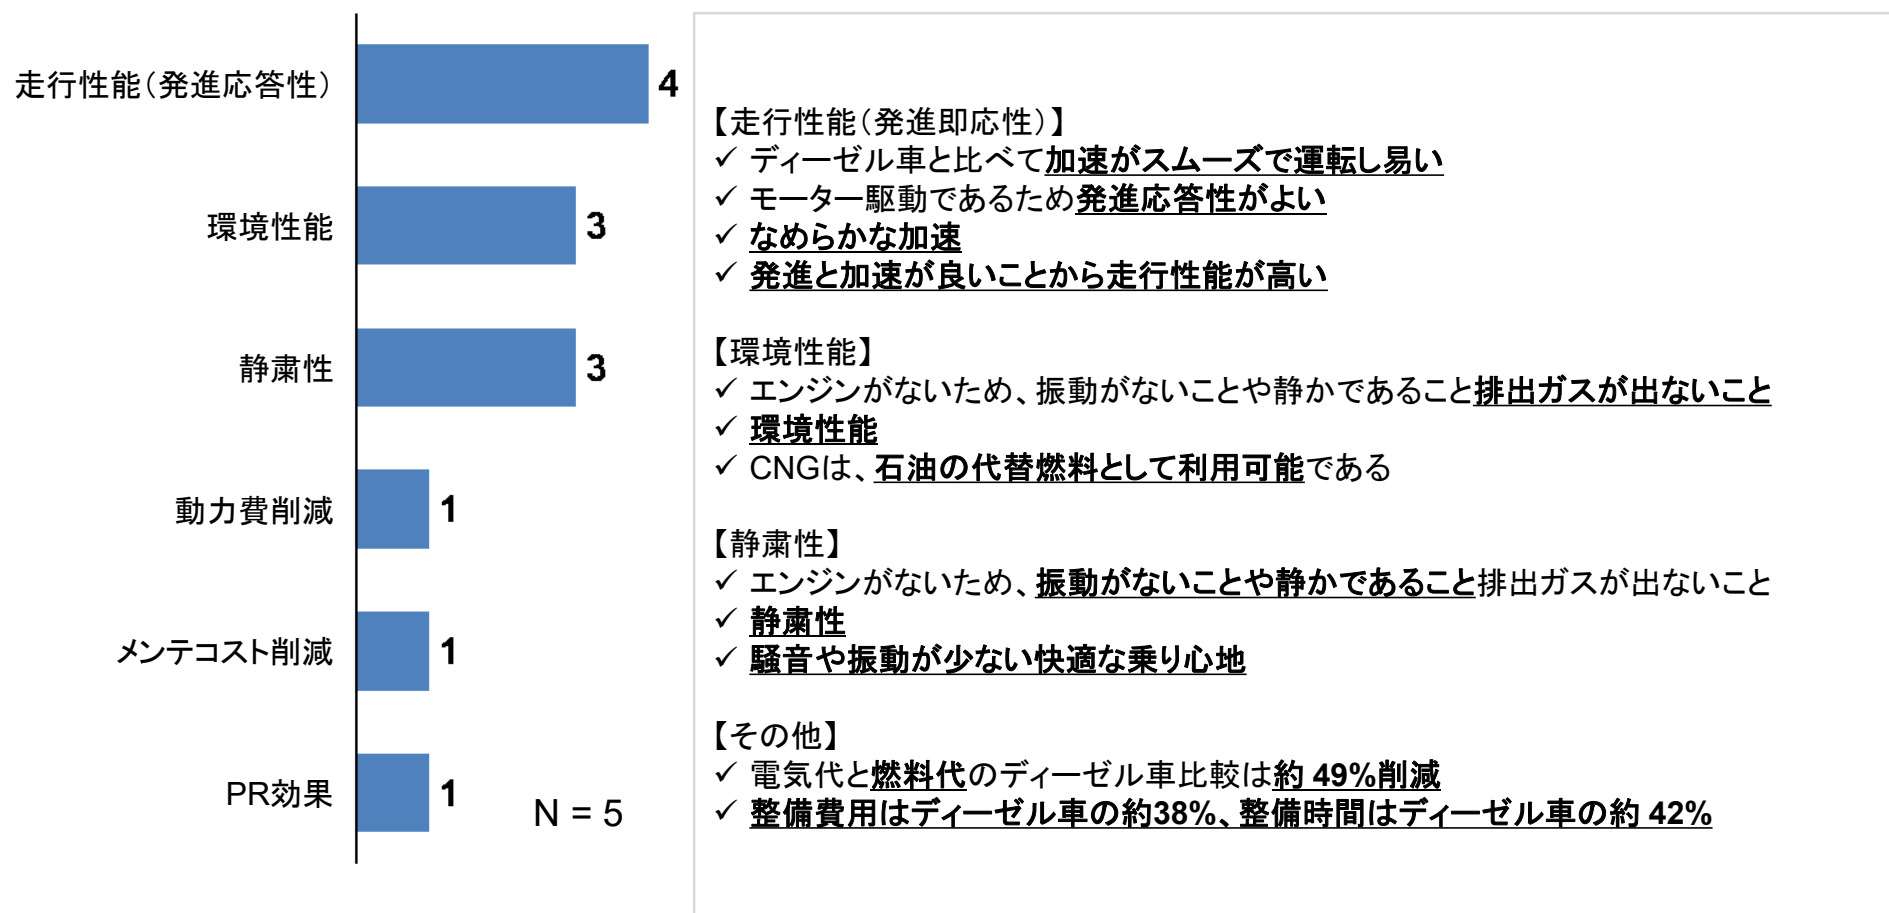 走行性能(発進応答性) 4
環境性能 3
静粛性 3
動力費削減 1
メンテコスト削減 1
PR効果 1
N = 5
【走行性能(発進即応性)】
✓ ディーゼル車と比べて加速がスムーズで運転し易い
✓ モーター駆動であるため発進応答性がよい
✓ なめらかな加速
✓ 発進と加速が良いことから走行性能が高い
【環境性能】
✓ エンジンがないため、振動がないことや静かであること排出ガスが出ないこと
✓ 環境性能
✓ CNGは、石油の代替燃料として利用可能である
【静粛性】
✓ エンジンがないため、振動がないことや静かであること排出ガスが出ないこと
✓ 静粛性
✓ 騒音や振動が少ない快適な乗り心地
【その他】
✓ 電気代と燃料代のディーゼル車比較は約 49%削減
✓ 整備費用はディーゼル車の約38%、整備時間はディーゼル車の約 42%